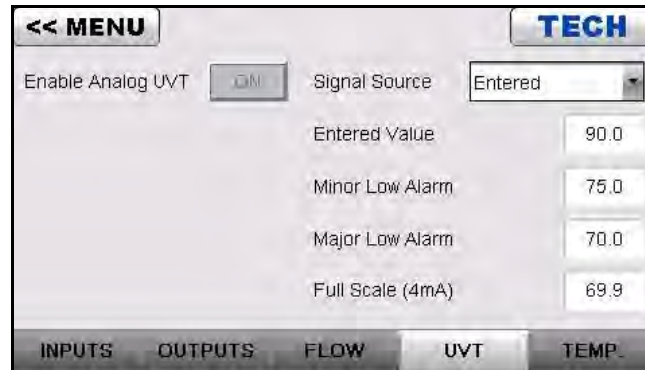 << MENU TECH
Enable Analog UVT ON Signal Source Entered
Entered Value 90.0
Minor Low Alarm 75.0
Major Low Alarm 70.0
Full Scale (4mA) 69.9
INPUTS OUTPUTS FLOW UVT TEMP.